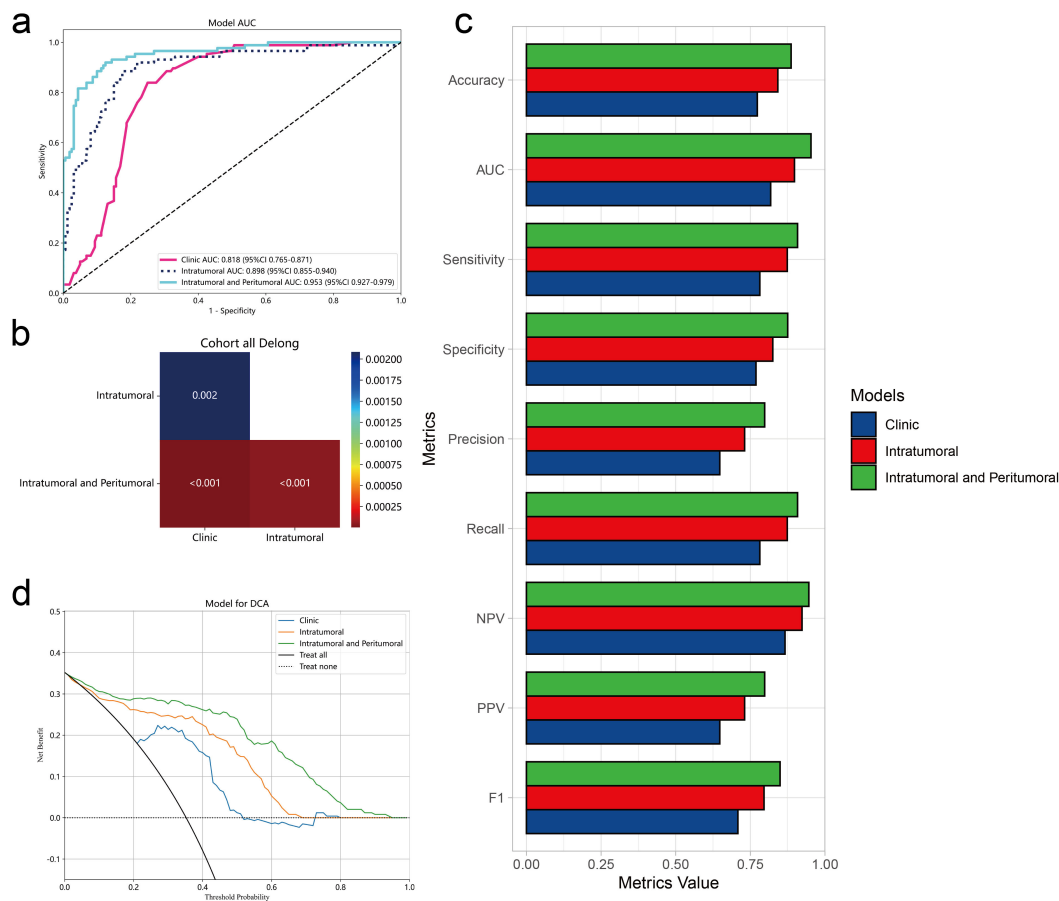 a
Model AUC
1.0
0.8
0.6
0.4
0.2
0.0
Sensitivity
Clinic AUC: 0.818 (95%CI 0.765-0.871)
Intratumoral AUC: 0.898 (95%CI 0.855-0.940)
Intratumoral and Peritumoral AUC: 0.953 (95%CI 0.927-0.979)
0.0 0.2 0.4 0.6 0.8 1.0
1 - Specificity
b
Cohort all Delong
Intratumoral
0.002
Intratumoral and Peritumoral
<0.001 <0.001
Clinic Intratumoral
0.00200
0.00175
0.00150
0.00125
0.00100
0.00075
0.00050
0.00025
d
Model for DCA
0.5
0.4
0.3
0.2
0.1
0.0
-0.1
Net Benefit
Clinic
Intratumoral
Intratumoral and Peritumoral
Treat all
Treat none
0.0 0.2 0.4 0.6 0.8 1.0
Threshold Probability
c
Metrics
Accuracy
AUC
Sensitivity
Specificity
Precision
Recall
NPV
PPV
F1
0.00 0.25 0.50 0.75 1.00
Metrics Value
Models
Clinic
Intratumoral
Intratumoral and Peritumoral